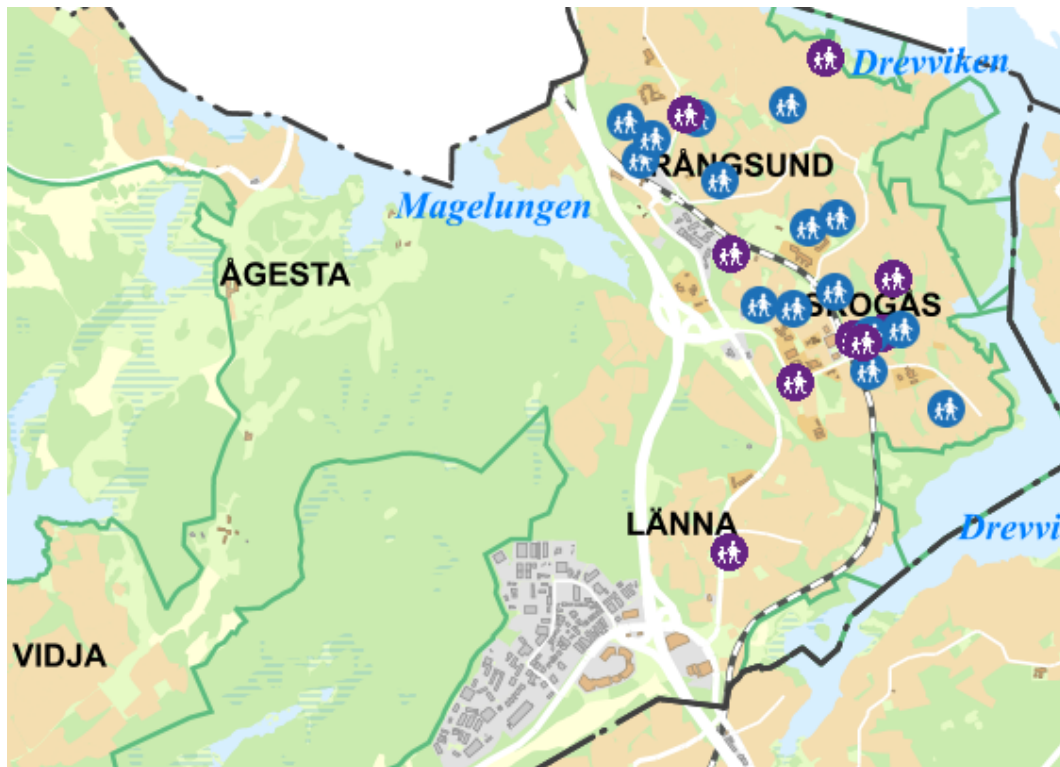 Drevviken
RÅNGSUND
Magelungen
ÅGESTA
SKOGÅS
LÄNNA
Drevvi
VIDJA